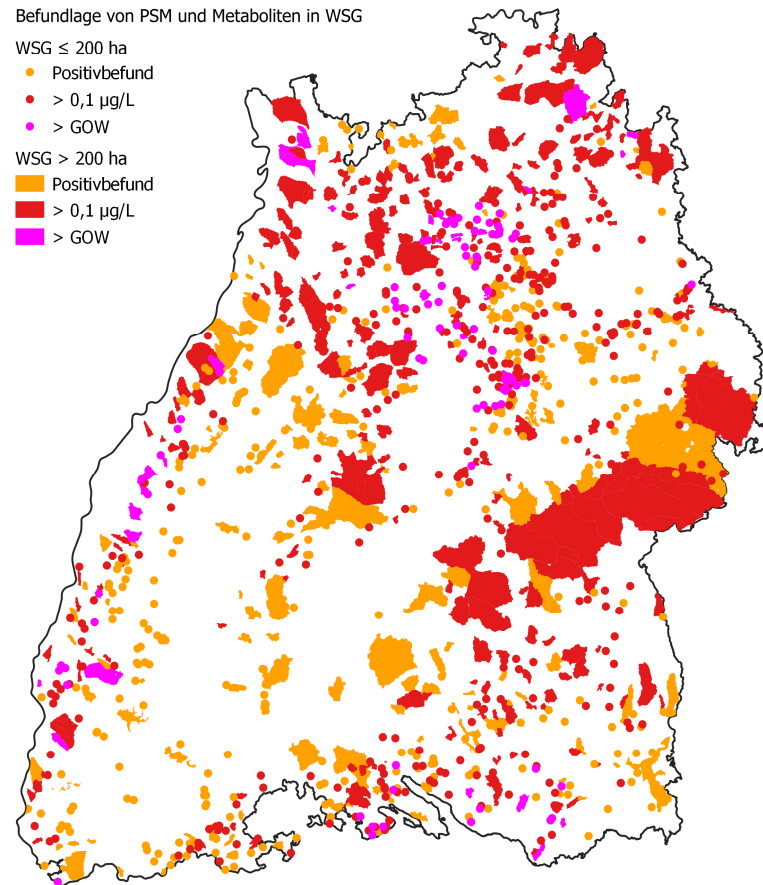 Befundlage von PSM und Metaboliten in WSG
WSG ≤ 200 ha
Positivbefund
> 0,1 µg/L
> GOW
WSG > 200 ha
Positivbefund
> 0,1 µg/L
> GOW